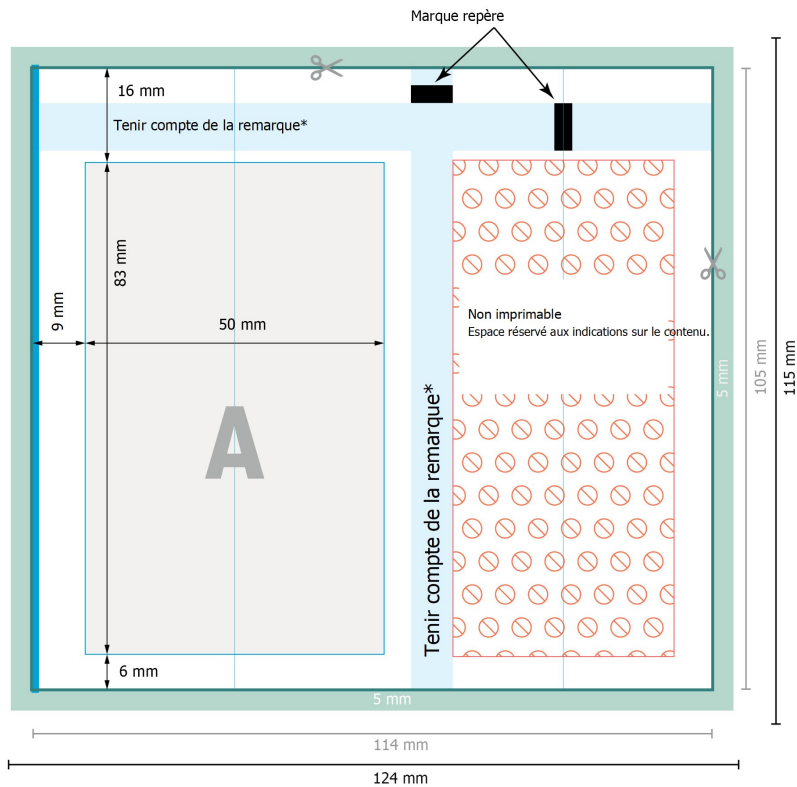 Marque repère
16 mm
Tenir compte de la remarque*
83 mm
9 mm
50 mm
Non imprimable
Espace réservé aux indications sur le contenu.
5 mm
105 mm
115 mm
A
Tenir compte de la remarque*
6 mm
5 mm
114 mm
124 mm